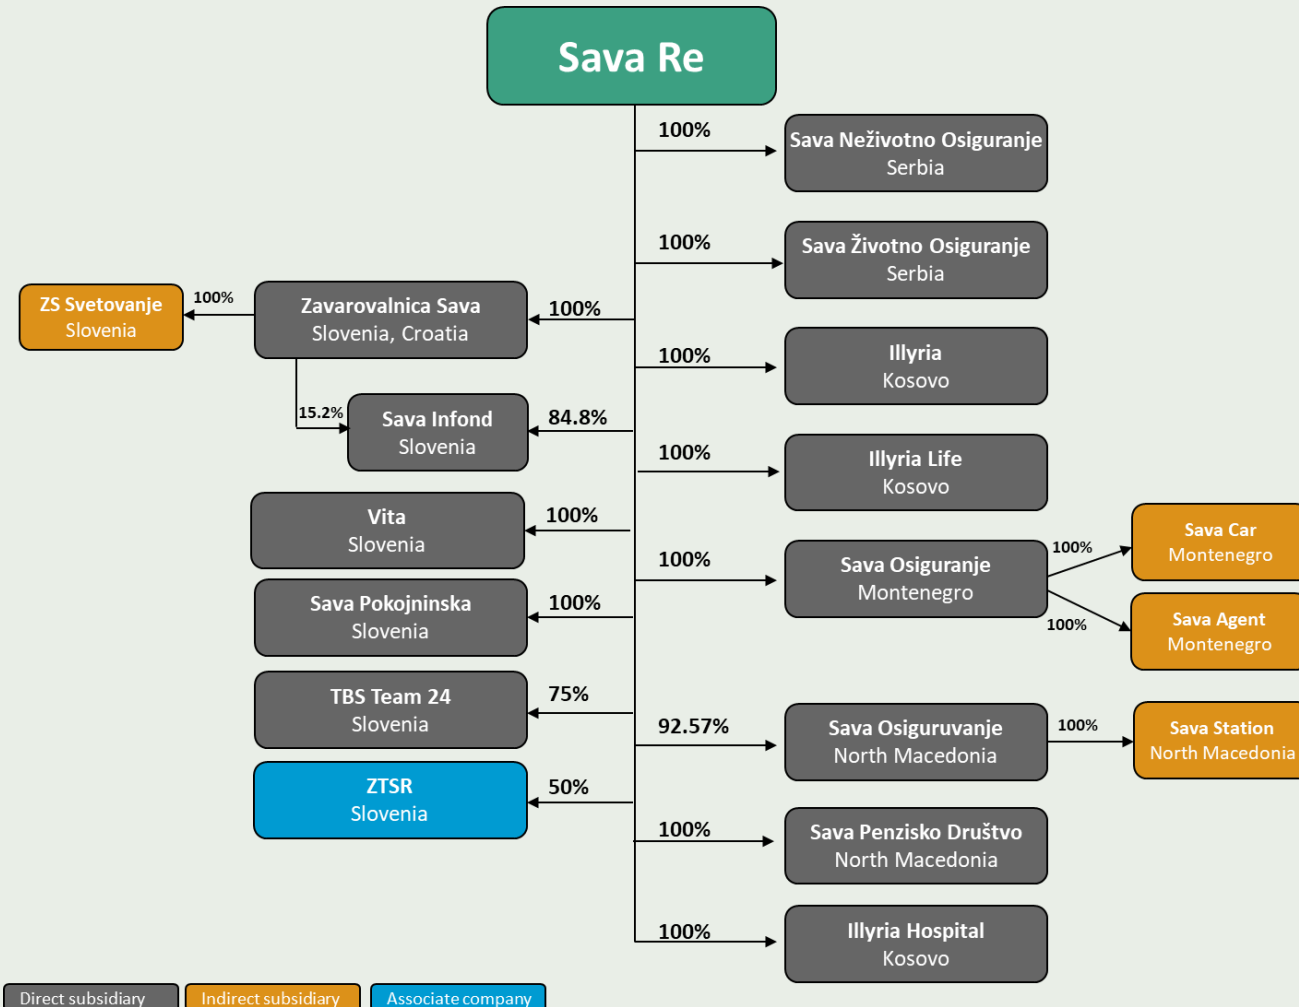 Sava Re
100%
Sava Neživotno Osiguranje
Serbia
100%
Sava Životno Osiguranje
Serbia
ZS Svetovanje
Slovenia
100%
Zavarovalnica Sava
Slovenia, Croatia
100%
100%
Illyria
Kosovo
15.2%
Sava Infond
Slovenia
84.8%
100%
Illyria Life
Kosovo
Vita
Slovenia
100%
100%
Sava Osiguranje
Montenegro
100%
Sava Car
Montenegro
100%
Sava Agent
Montenegro
Sava Pokojninska
Slovenia
100%
TBS Team 24
Slovenia
75%
92.57%
Sava Osiguruvanje
North Macedonia
100%
Sava Station
North Macedonia
ZTSR
Slovenia
50%
100%
Sava Penzisko Društvo
North Macedonia
100%
Illyria Hospital
Kosovo
Direct subsidiary
Indirect subsidiary
Associate company